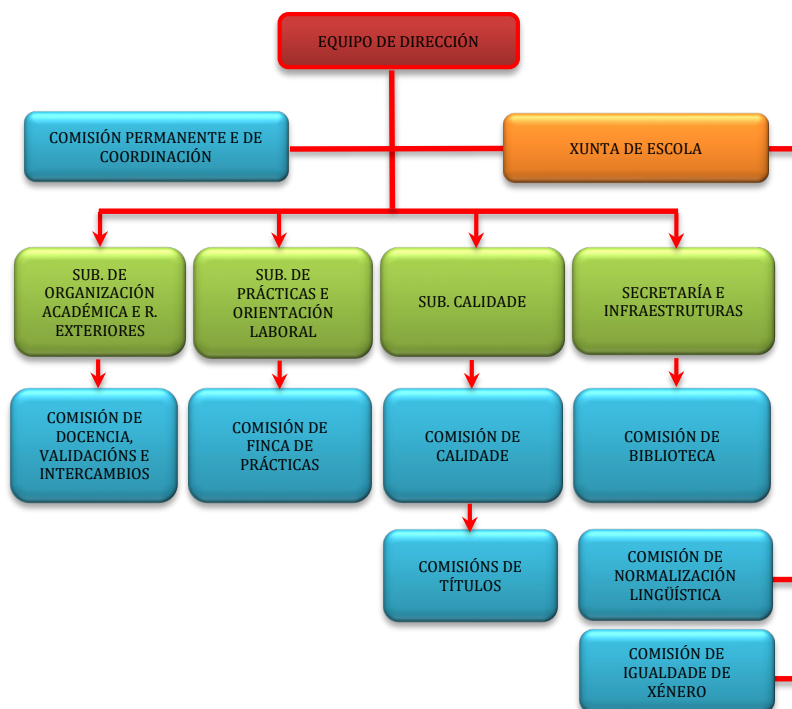 EQUIPO DE DIRECCIÓN
COMISIÓN PERMANENTE E DE
COORDINACIÓN
XUNTA DE ESCOLA
SUB. DE
ORGANIZACIÓN
ACADÉMICA E R.
EXTERIORES
SUB. DE
PRÁCTICAS E
ORIENTACIÓN
LABORAL
SUB. CALIDADE
SECRETARÍA E
INFRAESTRUTURAS
COMISIÓN DE
DOCENCIA,
VALIDACIÓNS E
INTERCAMBIOS
COMISIÓN DE
FINCA DE
PRÁCTICAS
COMISIÓN DE
CALIDADE
COMISIÓN DE
BIBLIOTECA
COMISIÓNS DE
TÍTULOS
COMISIÓN DE
NORMALIZACIÓN
LINGÜÍSTICA
COMISIÓN DE
IGUALDADE DE
XÉNERO